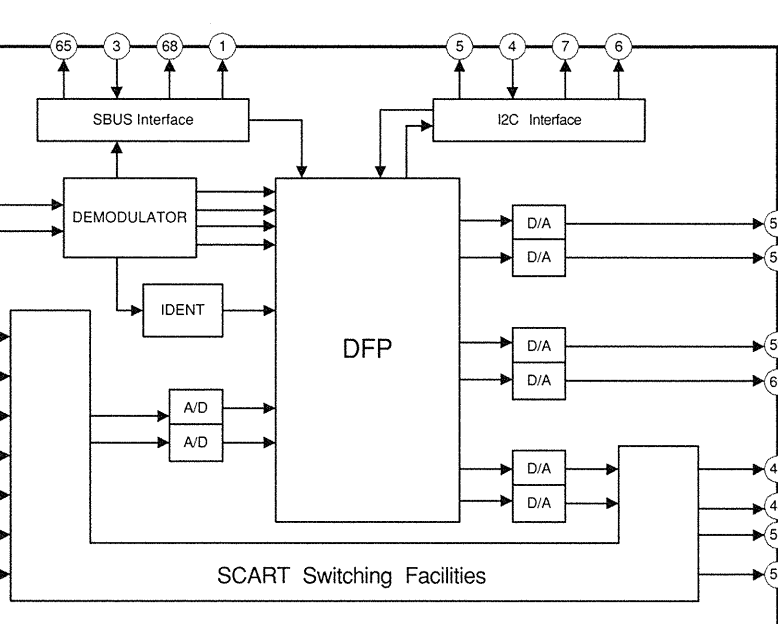 65 3 68 1 5 4 7 6
SBUS Interface
I2C Interface
DEMODULATOR
D/A
D/A
IDENT
DFP
D/A
D/A
A/D
A/D
D/A
D/A
SCART Switching Facilities